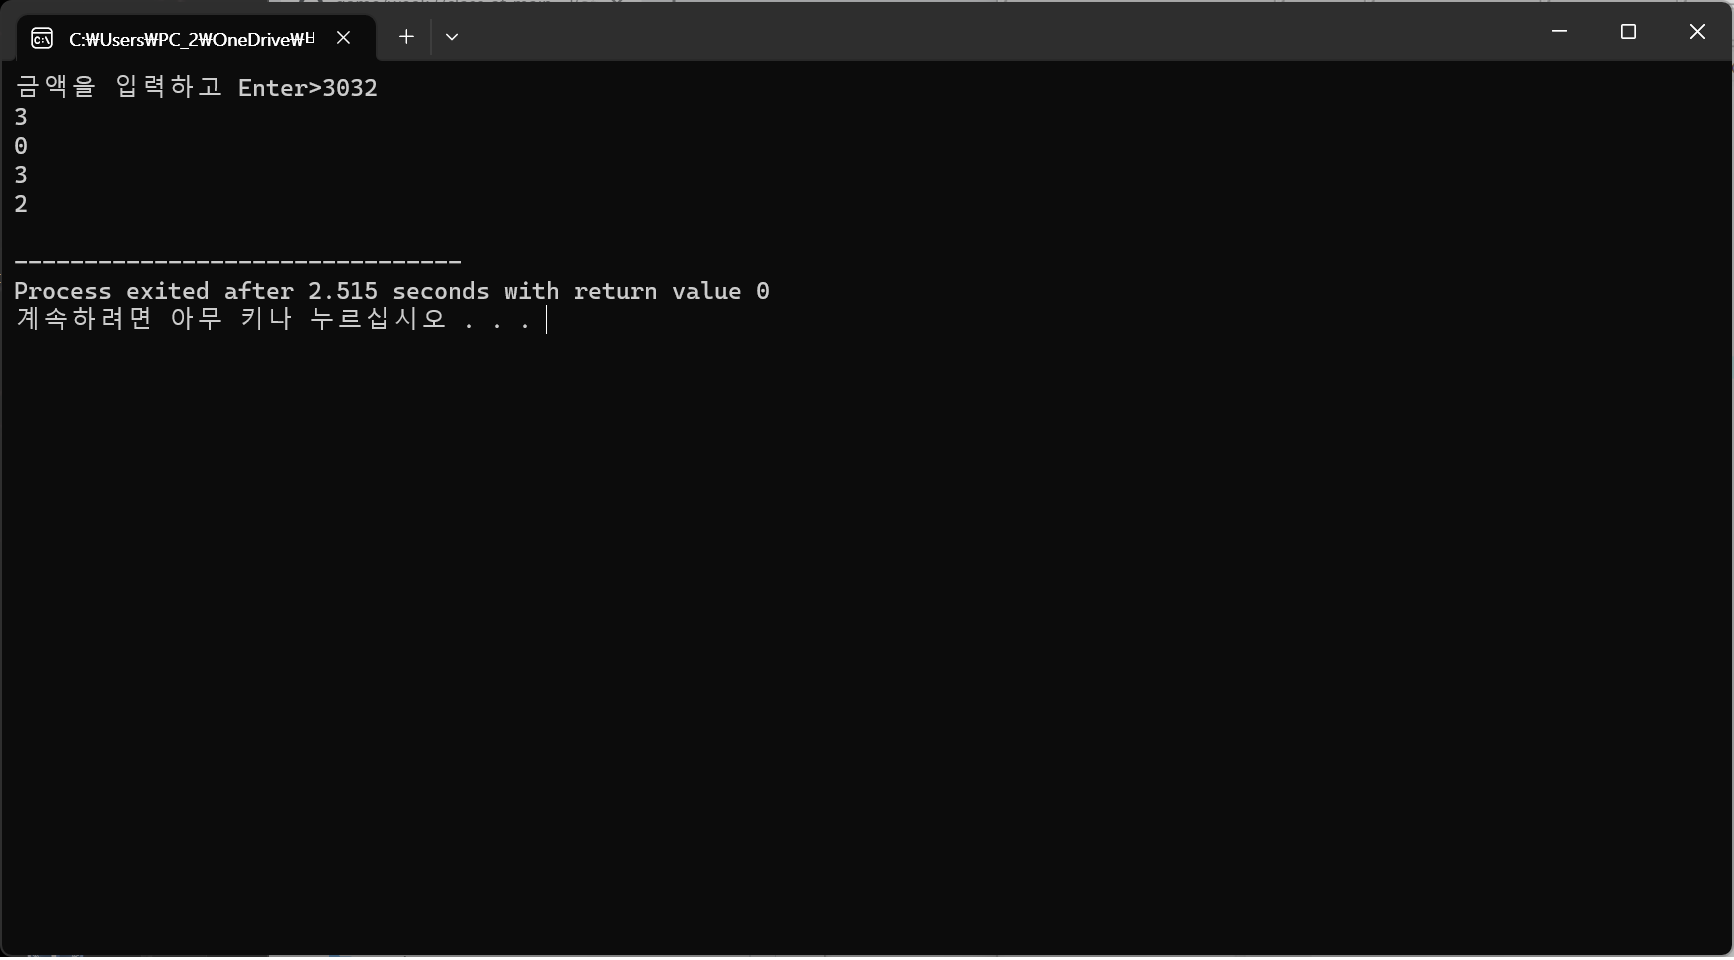 C:₩Users₩PC_2₩OneDrive₩
금액을 입력하고 Enter>3032
3
0
3
2
--------------------------------
Process exited after 2.515 seconds with return value 0
계속하려면 아무 키나 누르십시오 . . .